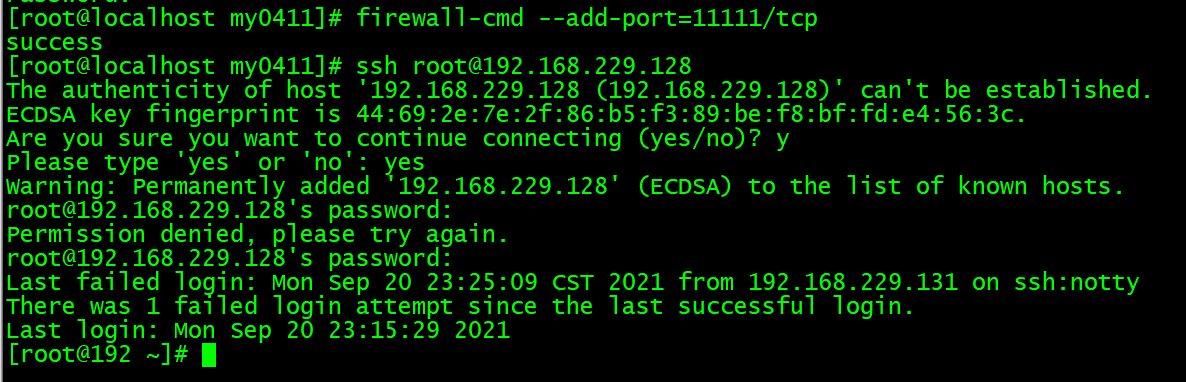 [root@localhost my0411]# firewall-cmd --add-port=11111/tcp
success
[root@localhost my0411]# ssh root@192.168.229.128
The authenticity of host '192.168.229.128 (192.168.229.128)' can't be established.
ECDSA key fingerprint is 44:69:2e:7e:2f:86:b5:f3:89:be:f8:bf:fd:e4:56:3c.
Are you sure you want to continue connecting (yes/no)? y
Please type 'yes' or 'no': yes
Warning: Permanently added '192.168.229.128' (ECDSA) to the list of known hosts.
root@192.168.229.128's password:
Permission denied, please try again.
root@192.168.229.128's password:
Last failed login: Mon Sep 20 23:25:09 CST 2021 from 192.168.229.131 on ssh:notty
There was 1 failed login attempt since the last successful login.
Last login: Mon Sep 20 23:15:29 2021
[root@192 ~]#